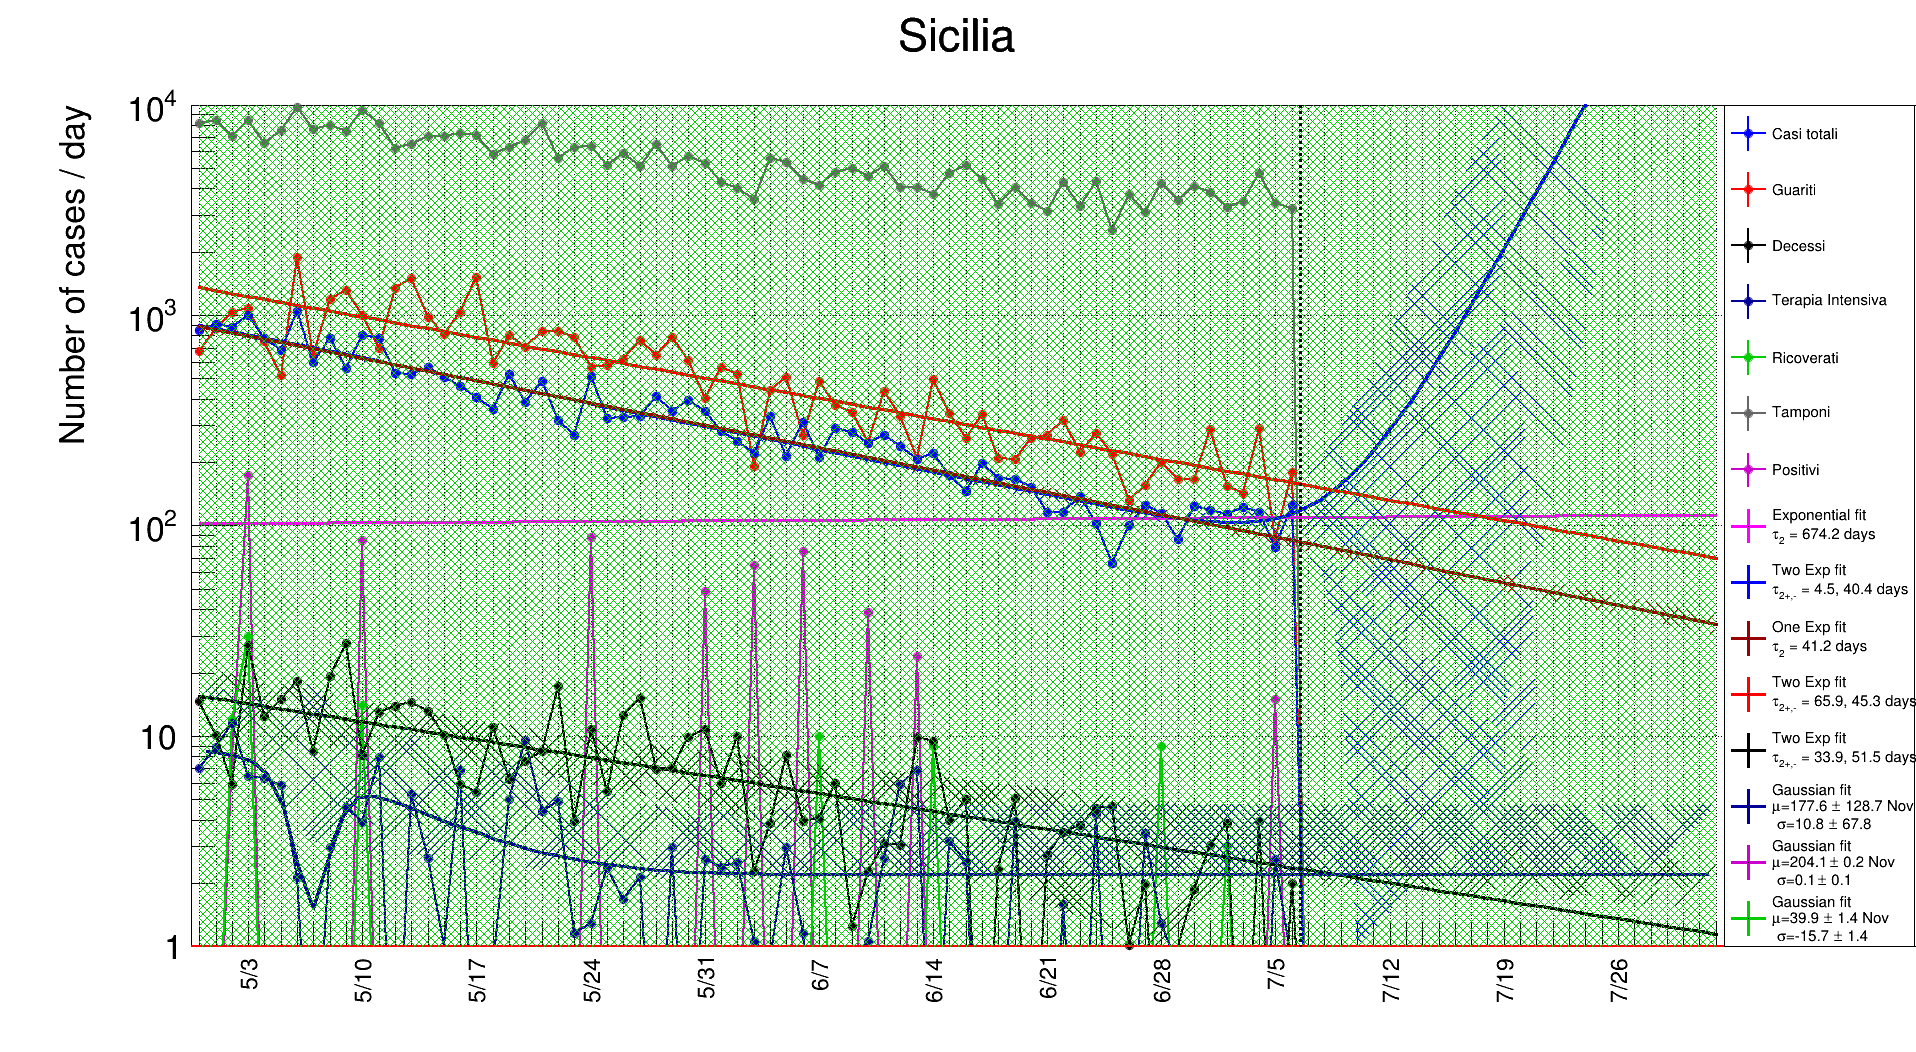 Sicilia
Number of cases / day
10⁴
10³
10²
10
1
5/3
5/10
5/17
5/24
5/31
6/7
6/14
6/21
6/28
7/5
7/12
7/19
7/26
Casi totali
Guariti
Decessi
Terapia Intensiva
Ricoverati
Tamponi
Positivi
Exponential fit
τ₂ = 674.2 days
Two Exp fit
τ₂₊,₋ = 4.5, 40.4 days
One Exp fit
τ₂ = 41.2 days
Two Exp fit
τ₂₊,₋ = 65.9, 45.3 days
Two Exp fit
τ₂₊,₋ = 33.9, 51.5 days
Gaussian fit
μ=177.6 ± 128.7 Nov
σ=10.8 ± 67.8
Gaussian fit
μ=204.1 ± 0.2 Nov
σ=0.1 ± 0.1
Gaussian fit
μ=39.9 ± 1.4 Nov
σ=-15.7 ± 1.4